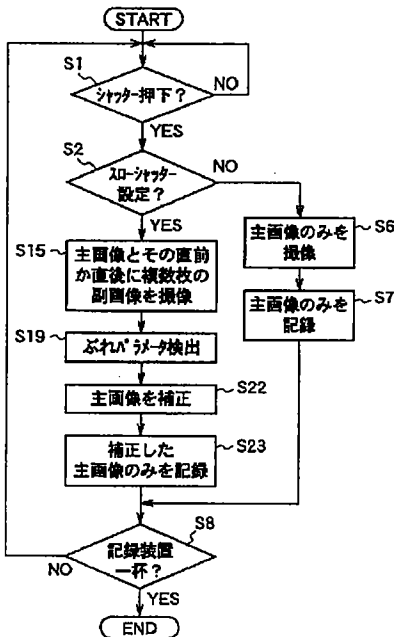 START
S1
シャッター押下?
NO
YES
S2
スローシャッター
設定?
NO
YES
S15
主画像とその直前
か直後に複数枚の
副画像を撮像
S6
主画像のみを
撮像
S7
主画像のみを
記録
S19
ぶれパラメータ検出
S22
主画像を補正
S23
補正した
主画像のみを記録
S8
記録装置
一杯?
NO
YES
END